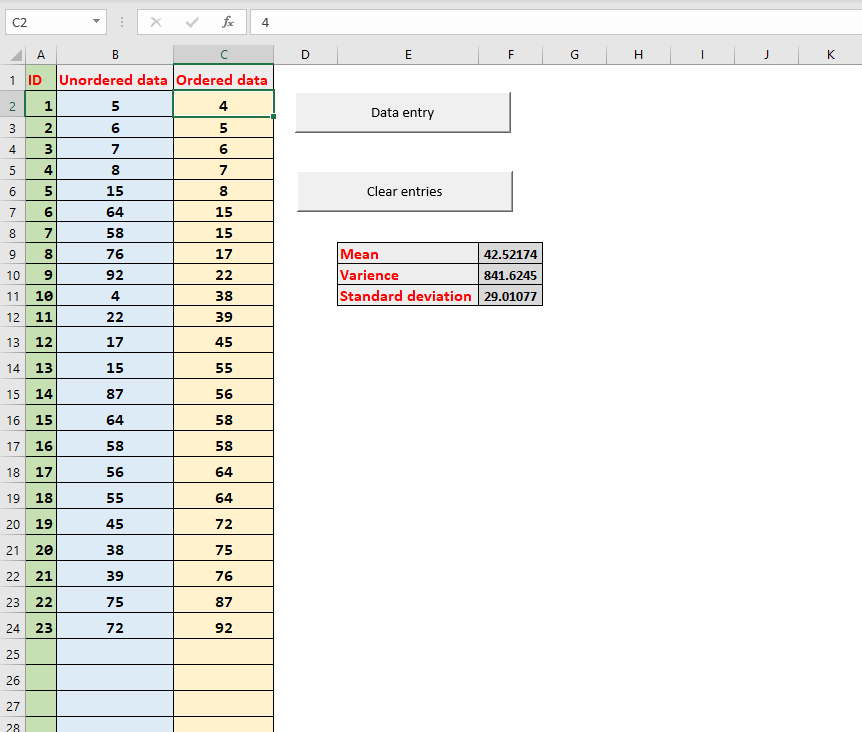 C2 fx 4
A B C D E F G H I J K
1 ID Unordered data Ordered data
2 1 5 4 Data entry
3 2 6 5
4 3 7 6
5 4 8 7
6 5 15 8 Clear entries
7 6 64 15
8 7 58 15
9 8 76 17 Mean 42.52174
10 9 92 22 Varience 841.6245
11 10 4 38 Standard deviation 29.01077
12 11 22 39
13 12 17 45
14 13 15 55
15 14 87 56
16 15 64 58
17 16 58 58
18 17 56 64
19 18 55 64
20 19 45 72
21 20 38 75
22 21 39 76
23 22 75 87
24 23 72 92
25
26
27
28